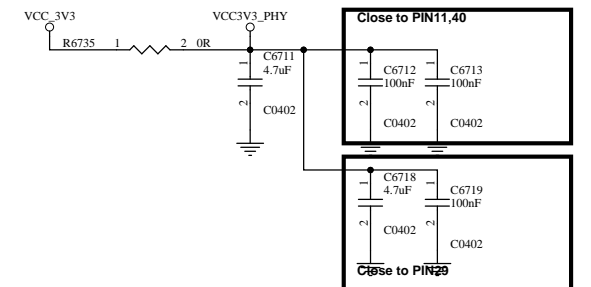 VCC_3V3
VCC3V3_PHY
Close to PIN11,40
R6735 1 2 0R
C6711
1
4.7uF
2
C0402
C6712
1
100nF
2
C0402
C6713
1
100nF
2
C0402
C6718
1
4.7uF
2
C0402
C6719
1
100nF
2
C0402
Close to PIN29